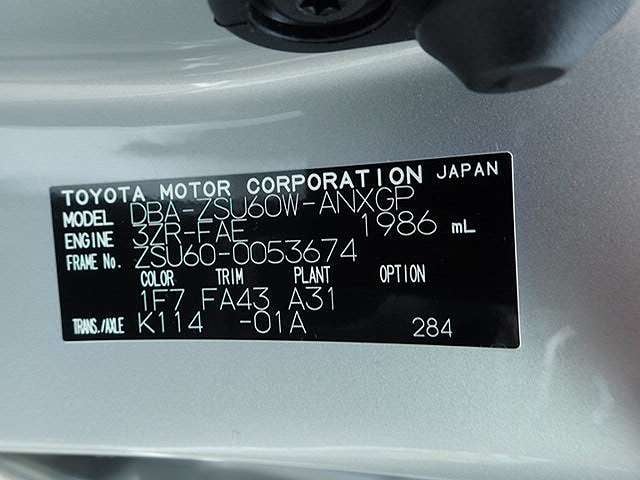 TOYOTA MOTOR CORPORATION JAPAN
MODEL DBA-ZSU60W-ANXGP
ENGINE 3ZR-FAE 1986 mL
FRAME No. ZSU60-0053674
COLOR TRIM PLANT OPTION
1F7 FA43 A31
TRANS./AXLE K114 -01A 284